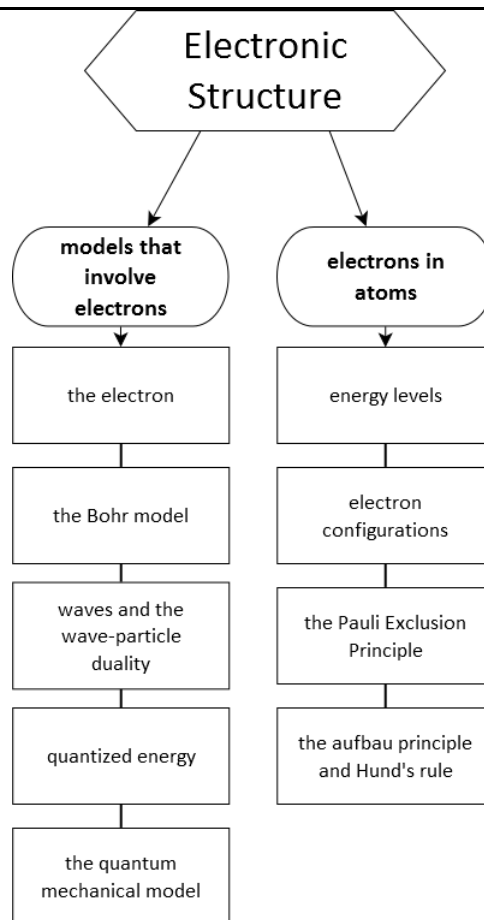 Electronic
Structure
models that
involve
electrons
the electron
the Bohr model
waves and the
wave-particle
duality
quantized energy
the quantum
mechanical model
electrons in
atoms
energy levels
electron
configurations
the Pauli Exclusion
Principle
the aufbau principle
and Hund's rule